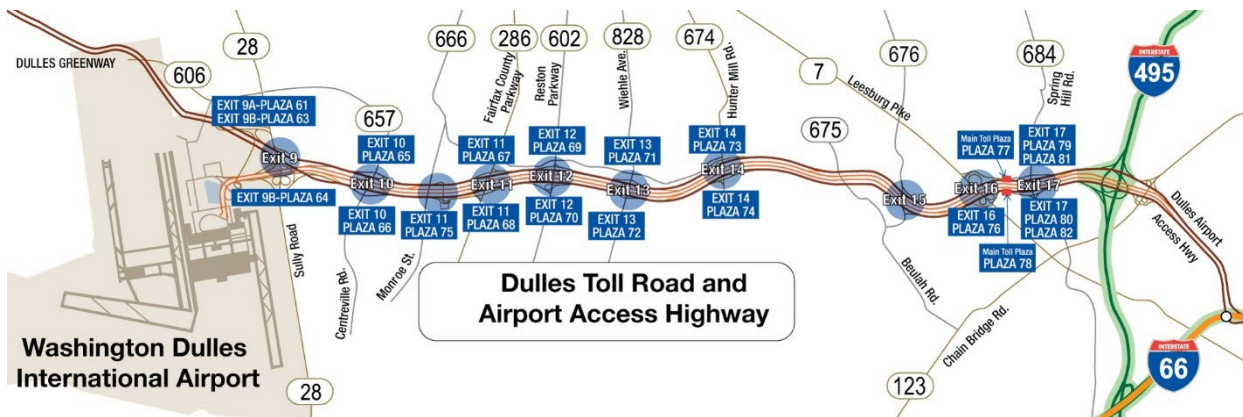 DULLES GREENWAY
606
28
666
286
602
828
674
7
676
684
INTERSTATE
495
Fairfax County
Parkway
Reston
Parkway
Wiehle Ave.
Hunter Mill Rd.
Leesburg Pike
Spring
Hill Rd.
EXIT 9A-PLAZA 61
EXIT 9B-PLAZA 63
657
675
EXIT 10
PLAZA 65
EXIT 11
PLAZA 67
EXIT 12
PLAZA 69
EXIT 13
PLAZA 71
EXIT 14
PLAZA 73
Main Toll Plaza
PLAZA 77
EXIT 17
PLAZA 79
PLAZA 81
Exit 9
Exit 10
Exit 11
Exit 12
Exit 13
Exit 14
Exit 15
Exit 16
Exit 17
EXIT 9B-PLAZA 64
EXIT 10
PLAZA 66
EXIT 11
PLAZA 75
EXIT 11
PLAZA 68
EXIT 12
PLAZA 70
EXIT 13
PLAZA 72
EXIT 14
PLAZA 74
EXIT 16
PLAZA 76
Main Toll Plaza
PLAZA 78
EXIT 17
PLAZA 80
PLAZA 82
Dulles Airport
Access Hwy
Sully Road
Centreville Rd.
Monroe St.
Beulah Rd.
Chain Bridge Rd.
Dulles Toll Road and
Airport Access Highway
Washington Dulles
International Airport
28
123
INTERSTATE
66